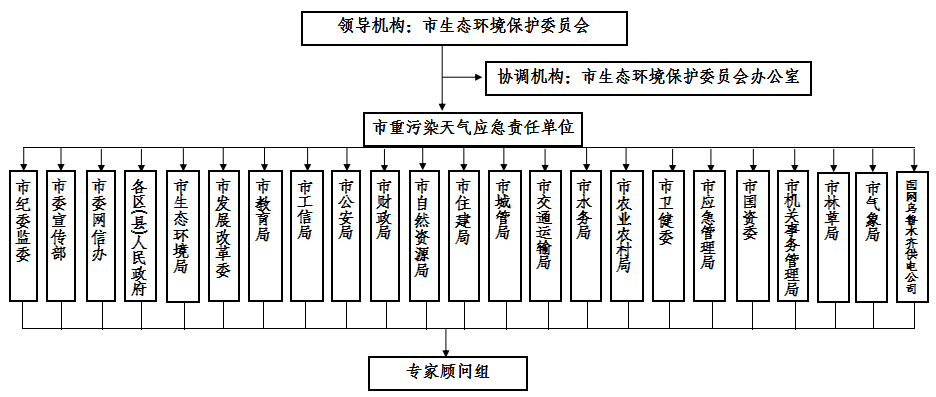 领导机构：市生态环境保护委员会
协调机构：市生态环境保护委员会办公室
市重污染天气应急责任单位
市纪委监委
市委宣传部
市委网信办
各区(县)人民政府
市生态环境局
市发展改革委
市教育局
市工信局
市公安局
市财政局
市自然资源局
市住建局
市城管局
市交通运输局
市水务局
市农业农村局
市卫健委
市应急管理局
市国资委
市机关事务管理局
市林草局
市气象局
国网乌鲁木齐供电公司
专家顾问组